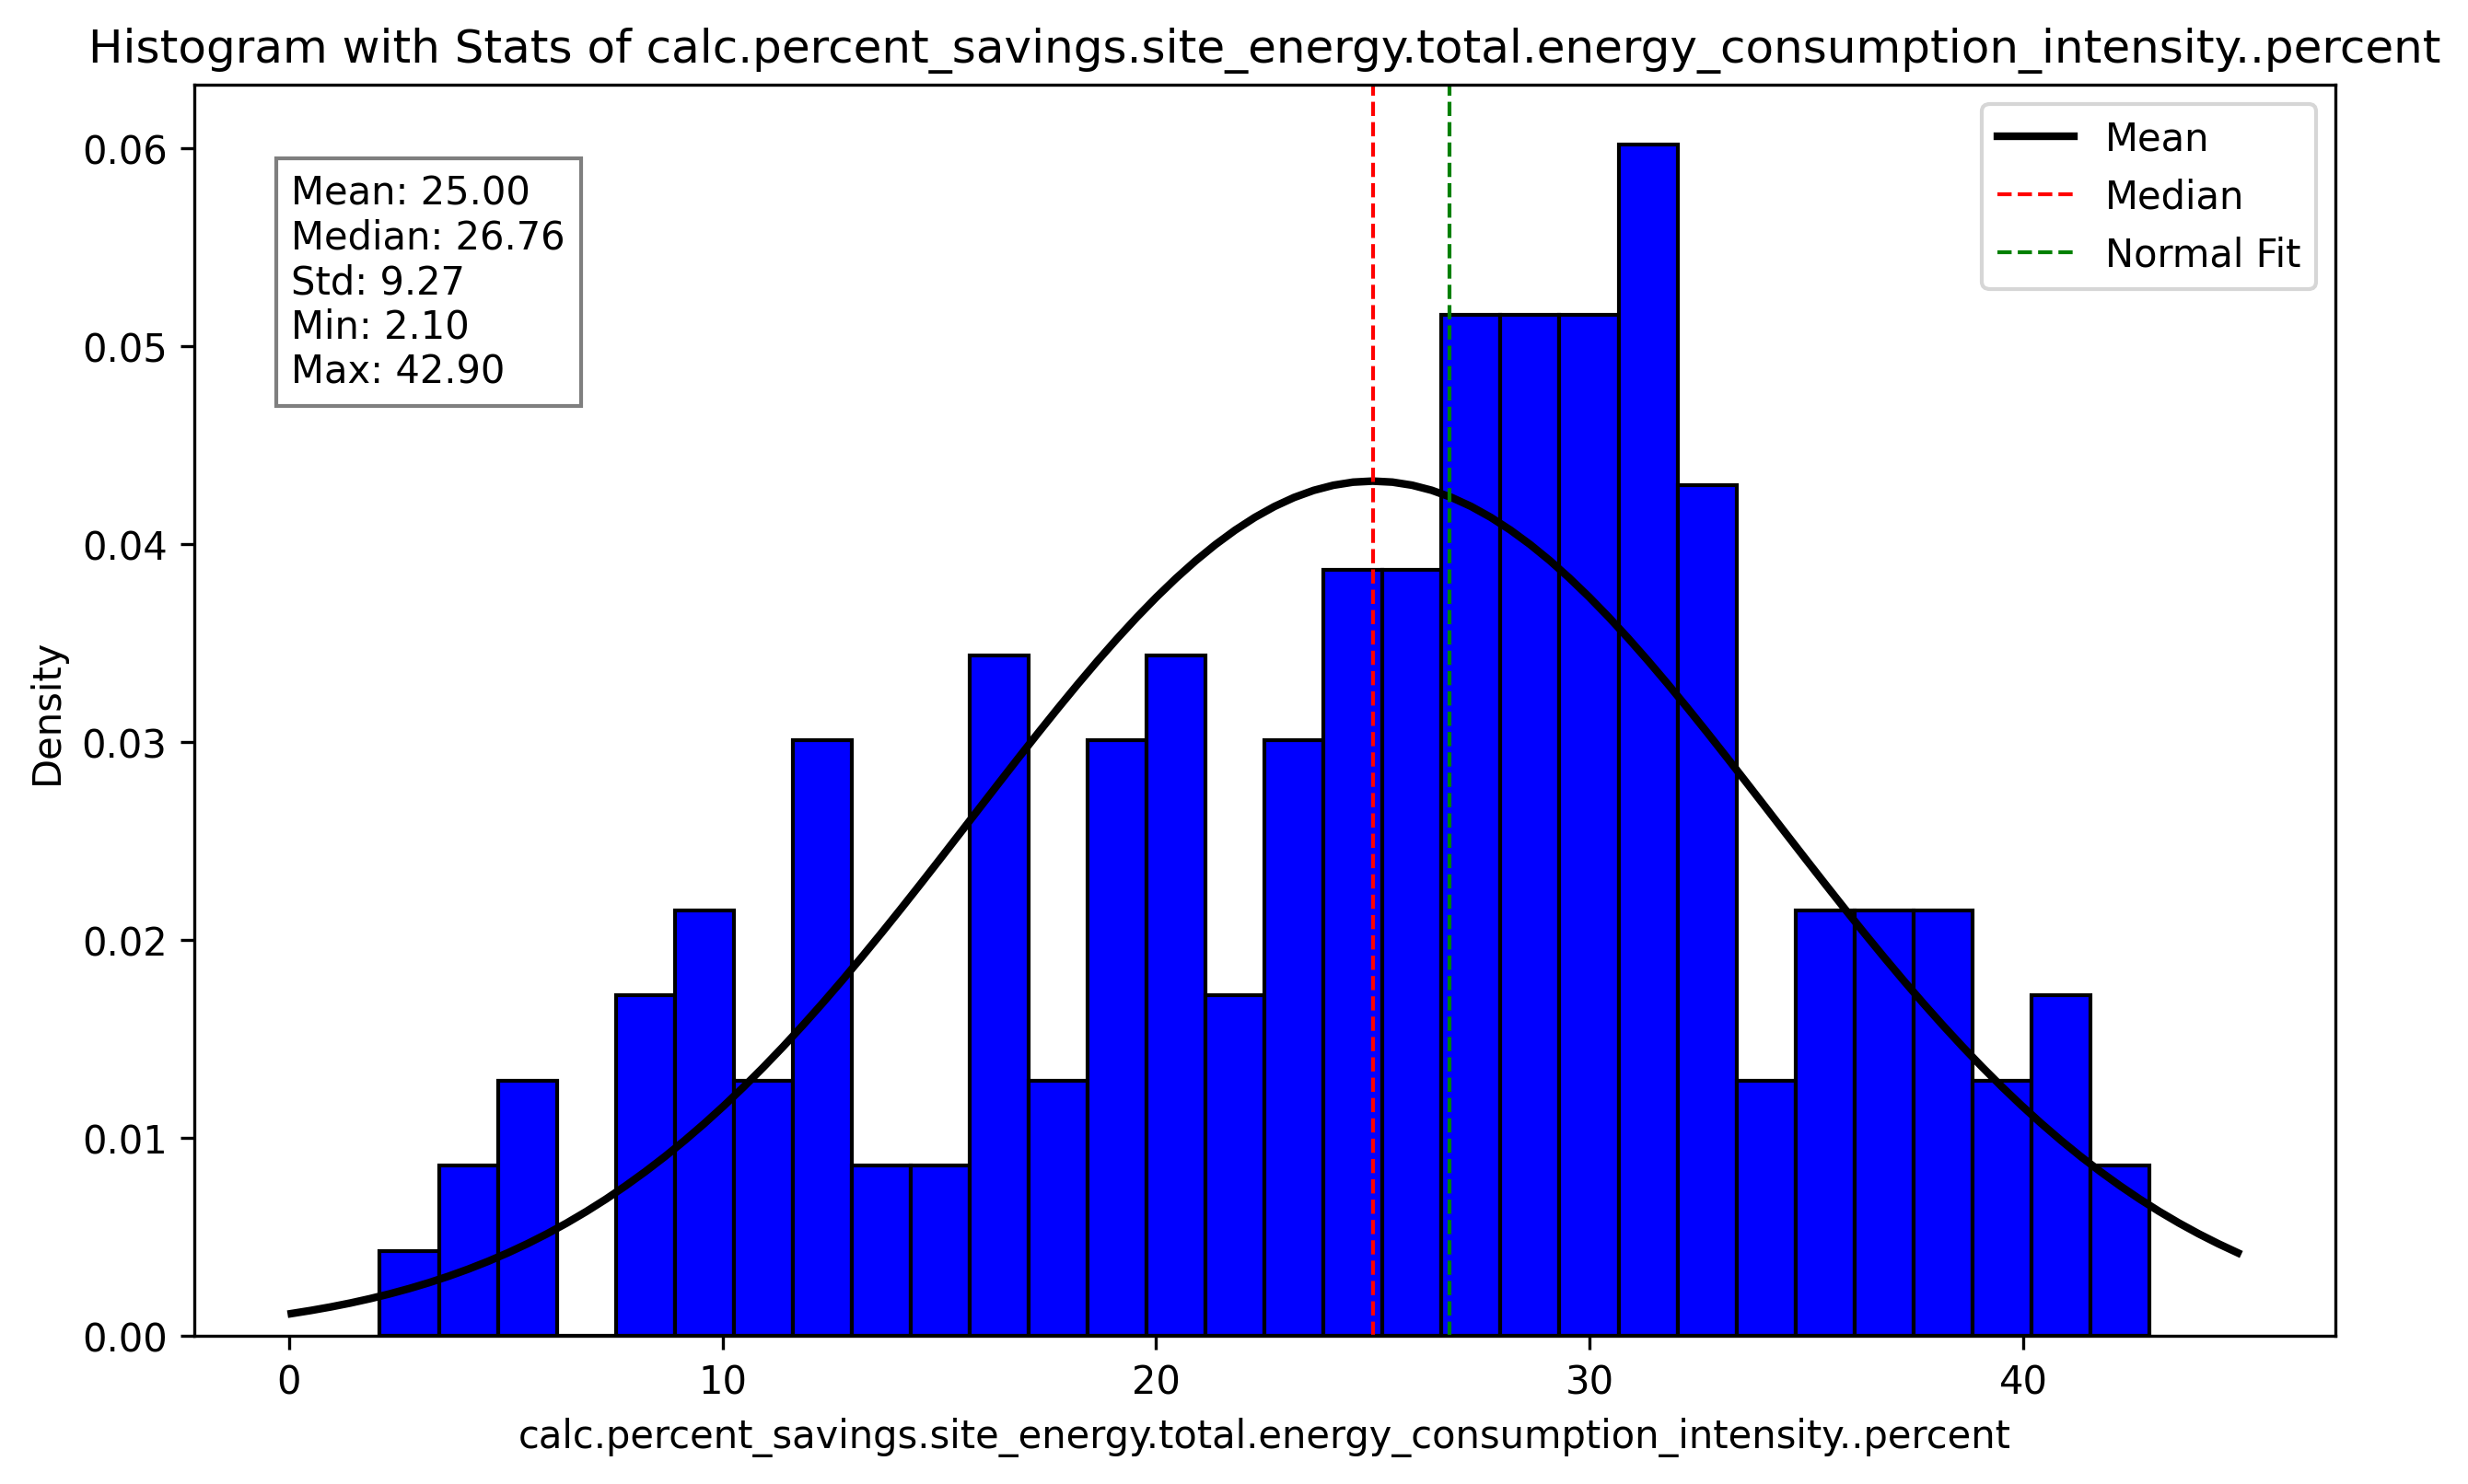 Histogram with Stats of calc.percent_savings.site_energy.total.energy_consumption_intensity..percent
Mean: 25.00
Median: 26.76
Std: 9.27
Min: 2.10
Max: 42.90
Mean
Median
Normal Fit
Density
0.06
0.05
0.04
0.03
0.02
0.01
0.00
0
10
20
30
40
calc.percent_savings.site_energy.total.energy_consumption_intensity..percent